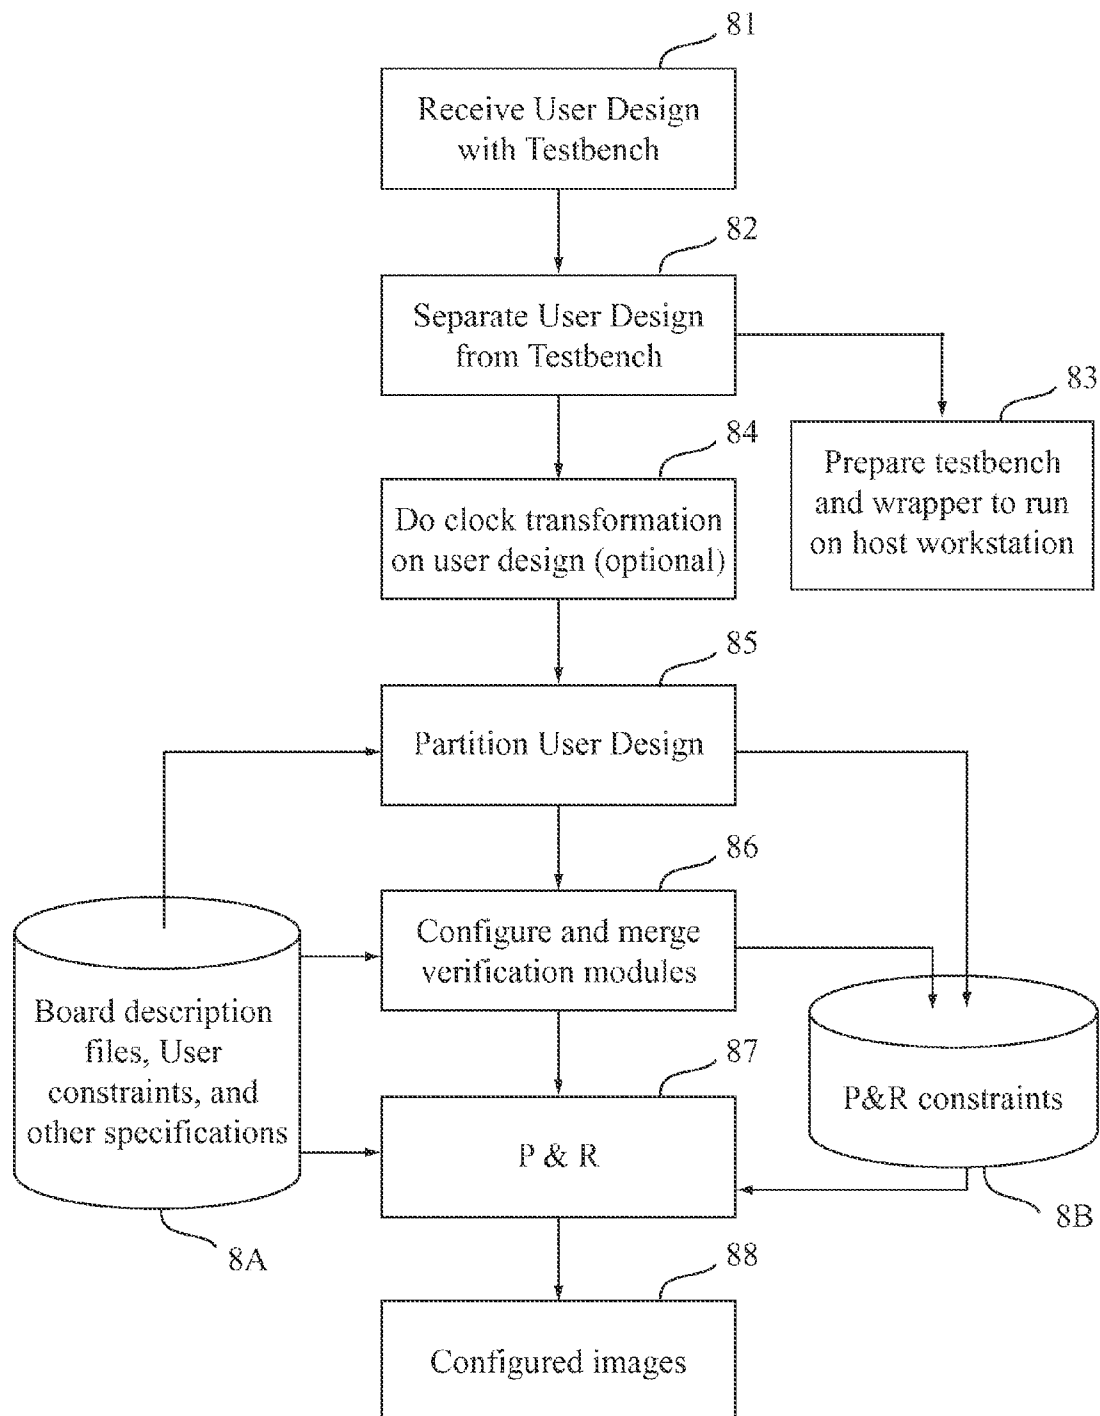 81
Receive User Design
with Testbench
82
Separate User Design
from Testbench
83
Prepare testbench
and wrapper to run
on host workstation
84
Do clock transformation
on user design (optional)
85
Partition User Design
86
Configure and merge
verification modules
Board description
files, User
constraints, and
other specifications
8A
87
P & R
P&R constraints
8B
88
Configured images